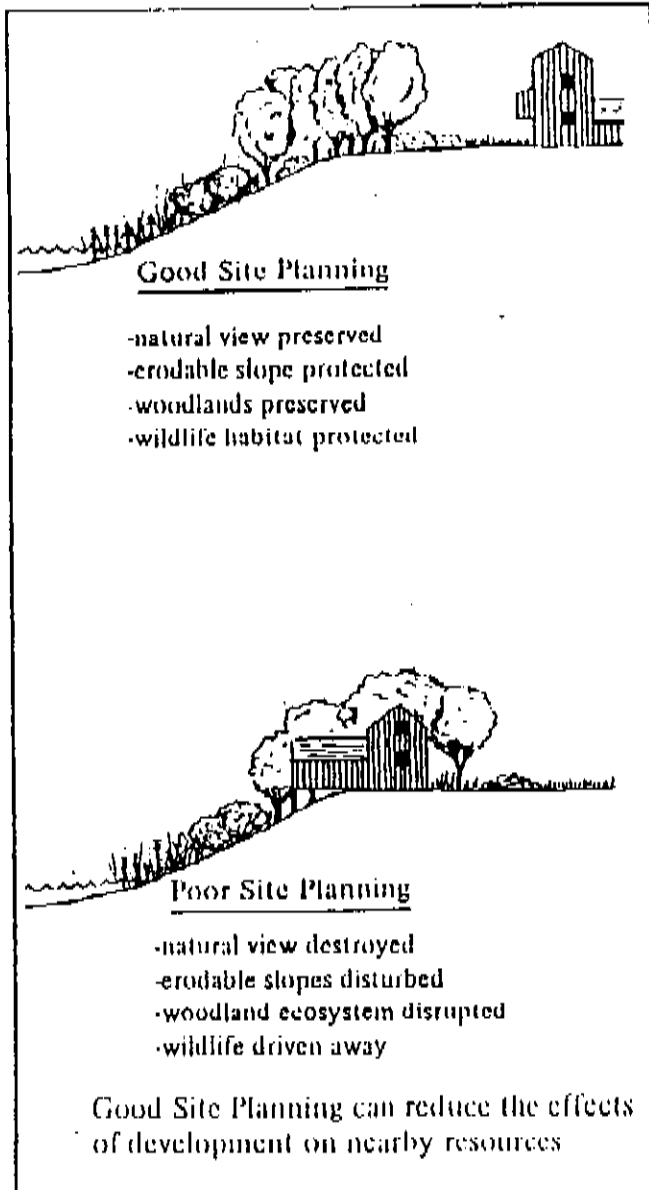 Good Site Planning
-natural view preserved
-erodable slope protected
-woodlands preserved
-wildlife habitat protected
Poor Site Planning
-natural view destroyed
-erodable slopes disturbed
-woodland ecosystem disrupted
-wildlife driven away
Good Site Planning can reduce the effects
of development on nearby resources